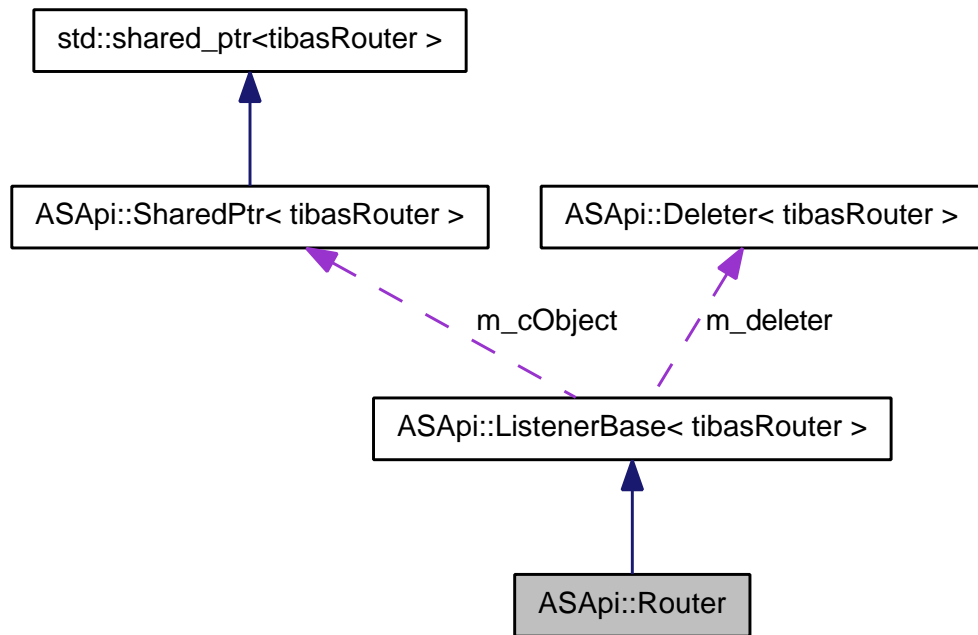 std::shared_ptr<tibasRouter >
ASApi::SharedPtr< tibasRouter >
ASApi::Deleter< tibasRouter >
m_cObject
m_deleter
ASApi::ListenerBase< tibasRouter >
ASApi::Router